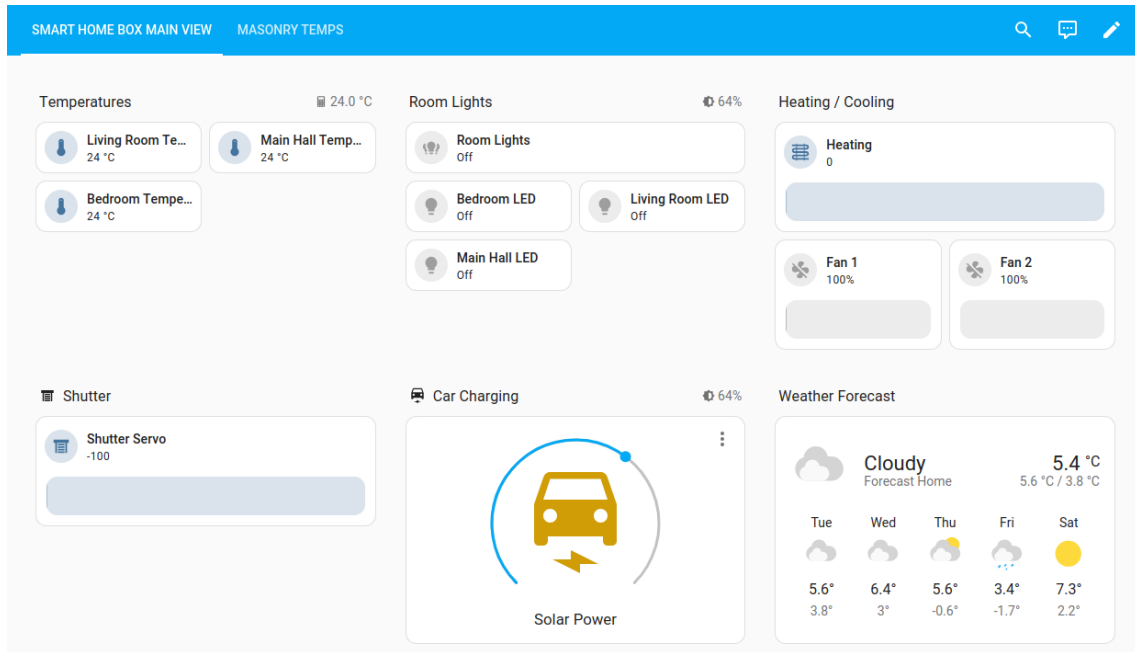 SMART HOME BOX MAIN VIEW MASONRY TEMPS
Temperatures 24.0 °C
Living Room Te...
24 °C
Main Hall Temp...
24 °C
Bedroom Tempe...
24 °C
Room Lights 64%
Room Lights
Off
Bedroom LED
Off
Living Room LED
Off
Main Hall LED
Off
Heating / Cooling
Heating
0
Fan 1
100%
Fan 2
100%
Shutter
Shutter Servo
-100
Car Charging 64%
Solar Power
Weather Forecast
Cloudy 5.4 °C
Forecast Home 5.6 °C / 3.8 °C
Tue Wed Thu Fri Sat
5.6° 6.4° 5.6° 3.4° 7.3°
3.8° 3° -0.6° -1.7° 2.2°